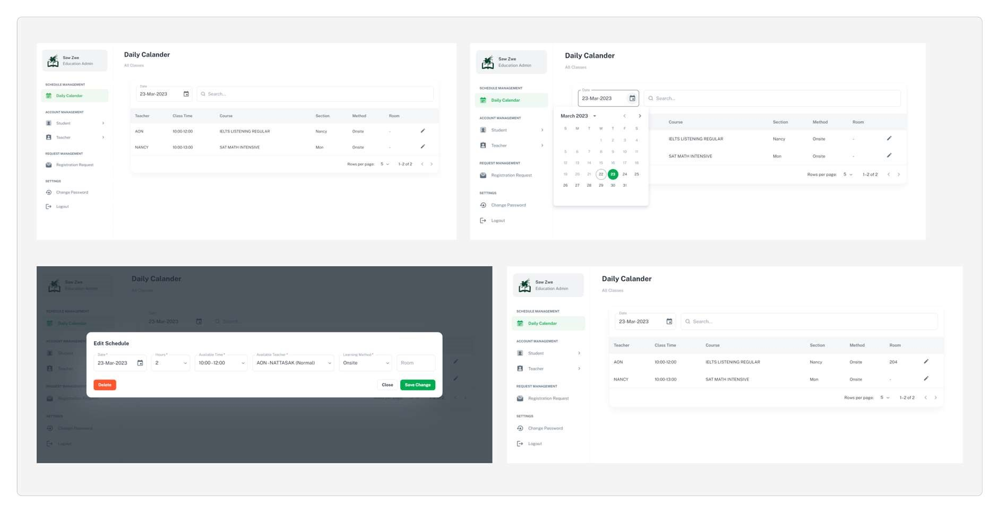 Saw Zwe
Education Admin
SCHEDULE MANAGEMENT
Daily Calendar
ACCOUNT MANAGEMENT
Student
Teacher
REQUEST MANAGEMENT
Registration Request
SETTINGS
Change Password
Logout
Daily Calander
All Classes
Date
23-Mar-2023 Search...
Teacher Class Time Course Section Method Room
AON 10:00-12:00 IELTS LISTENING REGULAR Nancy Onsite -
NANCY 10:00-13:00 SAT MATH INTENSIVE Mon Onsite -
Rows per page: 5 1-2 of 2
Saw Zwe
Education Admin
SCHEDULE MANAGEMENT
Daily Calendar
ACCOUNT MANAGEMENT
Student
Teacher
REQUEST MANAGEMENT
Registration Request
SETTINGS
Change Password
Logout
Daily Calander
All Classes
Date
23-Mar-2023 Search...
March 2023
S M T W T F S
1 2 3 4
5 6 7 8 9 10 11
12 13 14 15 16 17 18
19 20 21 22 23 24 25
26 27 28 29 30 31
Course Section Method Room
IELTS LISTENING REGULAR Nancy Onsite -
SAT MATH INTENSIVE Mon Onsite -
Rows per page: 5 1-2 of 2
Saw Zwe
Education Admin
SCHEDULE MANAGEMENT
Daily Calendar
ACCOUNT
Student
Teacher
REQUEST MANAGEMENT
Registration Request
SETTINGS
Change Password
Logout
Daily Calander
All Classes
Date
23-Mar-2023 Search...
Edit Schedule
Date * Hours * Available Time * Available Teacher * Learning Method *
23-Mar-2023 2 10:00 - 12:00 AON - NATTASAK (Normal) Onsite Room
Delete Close Save Change
Saw Zwe
Education Admin
SCHEDULE MANAGEMENT
Daily Calendar
ACCOUNT MANAGEMENT
Student
Teacher
REQUEST MANAGEMENT
Registration Request
SETTINGS
Change Password
Logout
Daily Calander
All Classes
Date
23-Mar-2023 Search...
Teacher Class Time Course Section Method Room
AON 10:00-12:00 IELTS LISTENING REGULAR Nancy Onsite 204
NANCY 10:00-13:00 SAT MATH INTENSIVE Mon Onsite -
Rows per page: 5 1-2 of 2